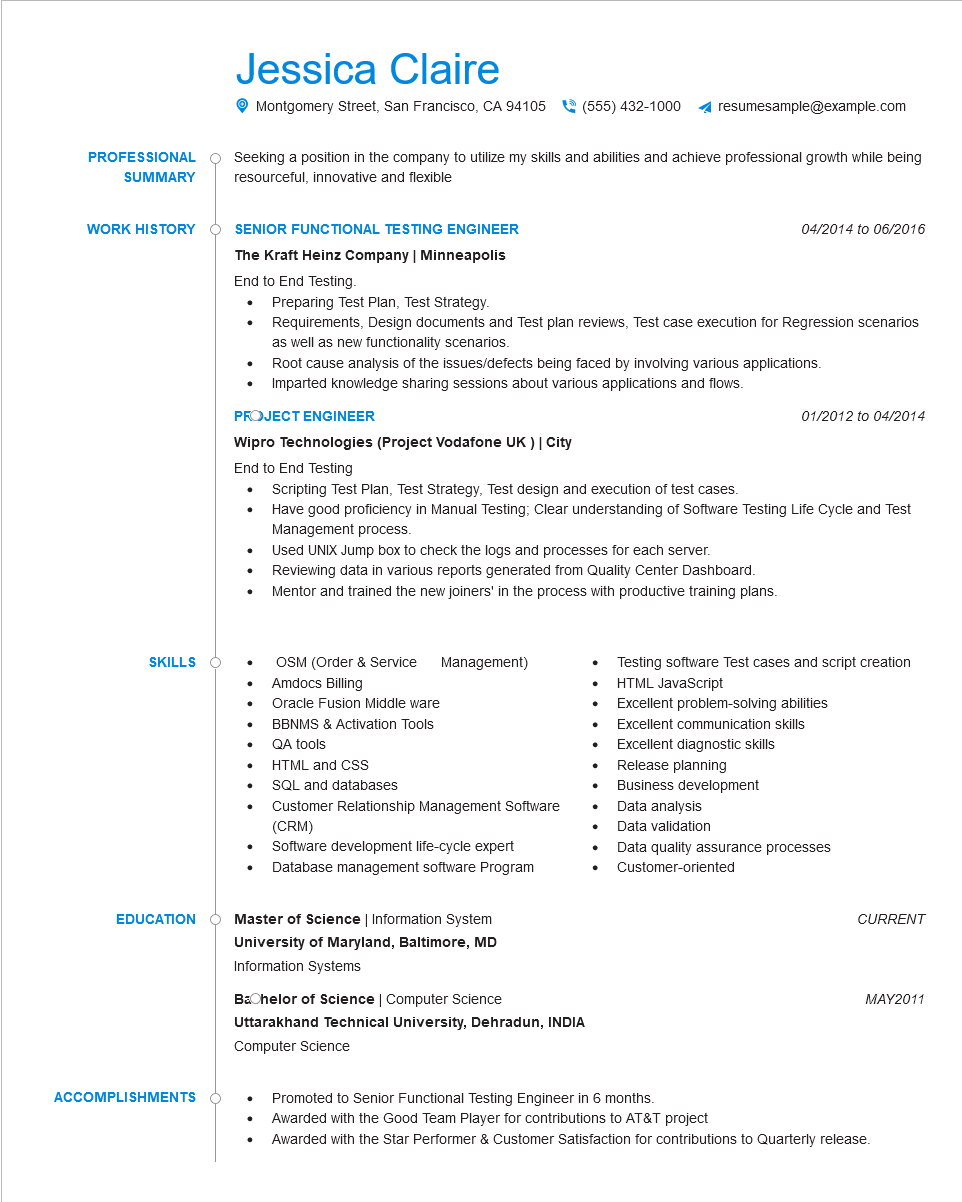 Jessica Claire
Montgomery Street, San Francisco, CA 94105 (555) 432-1000 resumesample@example.com
PROFESSIONAL SUMMARY
Seeking a position in the company to utilize my skills and abilities and achieve professional growth while being
resourceful, innovative and flexible
WORK HISTORY
SENIOR FUNCTIONAL TESTING ENGINEER 04/2014 to 06/2016
The Kraft Heinz Company | Minneapolis
End to End Testing.
• Preparing Test Plan, Test Strategy.
• Requirements, Design documents and Test plan reviews, Test case execution for Regression scenarios
as well as new functionality scenarios.
• Root cause analysis of the issues/defects being faced by involving various applications.
• Imparted knowledge sharing sessions about various applications and flows.
PROJECT ENGINEER 01/2012 to 04/2014
Wipro Technologies (Project Vodafone UK ) | City
End to End Testing
• Scripting Test Plan, Test Strategy, Test design and execution of test cases.
• Have good proficiency in Manual Testing; Clear understanding of Software Testing Life Cycle and Test
Management process.
• Used UNIX Jump box to check the logs and processes for each server.
• Reviewing data in various reports generated from Quality Center Dashboard.
• Mentor and trained the new joiners' in the process with productive training plans.
SKILLS
• OSM (Order & Service Management)
• Amdocs Billing
• Oracle Fusion Middle ware
• BBNMS & Activation Tools
• QA tools
• HTML and CSS
• SQL and databases
• Customer Relationship Management Software
(CRM)
• Software development life-cycle expert
• Database management software Program
• Testing software Test cases and script creation
• HTML JavaScript
• Excellent problem-solving abilities
• Excellent communication skills
• Excellent diagnostic skills
• Release planning
• Business development
• Data analysis
• Data validation
• Data quality assurance processes
• Customer-oriented
EDUCATION
Master of Science | Information System CURRENT
University of Maryland, Baltimore, MD
Information Systems
Bachelor of Science | Computer Science MAY2011
Uttarakhand Technical University, Dehradun, INDIA
Computer Science
ACCOMPLISHMENTS
• Promoted to Senior Functional Testing Engineer in 6 months.
• Awarded with the Good Team Player for contributions to AT&T project
• Awarded with the Star Performer & Customer Satisfaction for contributions to Quarterly release.